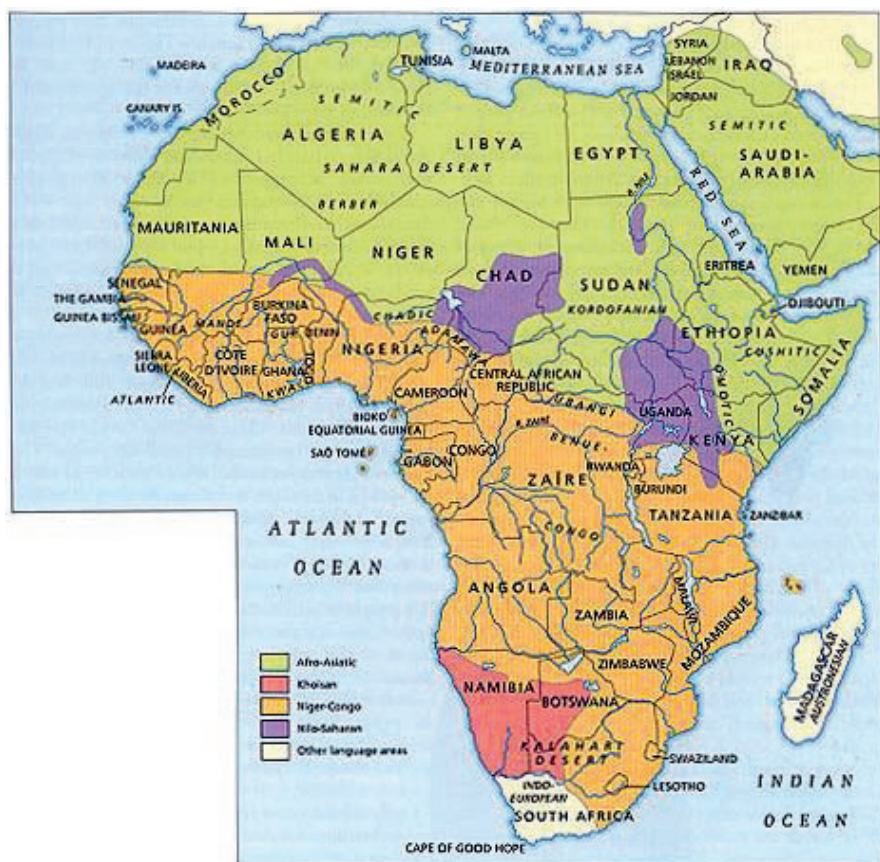 SYRIA
LEBANON
ISRAEL
IRAQ
JORDAN
MALTA
MEDITERRANEAN SEA
TUNISIA
MADEIRA
MOROCCO
CANARY IS.
SEMITIC
ALGERIA
LIBYA
EGYPT
SEMITIC
SAUDI-
ARABIA
SAHARA DESERT
R. NILE
RED SEA
BERBER
MAURITANIA
MALI
NIGER
CHAD
SUDAN
ERITREA
YEMEN
SENEGAL
THE GAMBIA
GUINEA BISSAU
BURKINA
FASO
CHADIC
KORDOFANIAN
DJIBOUTI
GUINEA
MANDE
GUR
BENIN
NIGERIA
ADAMAWA
ETHIOPIA
CUSHITIC
SIERRA
LEONE
LIBERIA
CÔTE
D'IVOIRE
GHANA
TOGO
KWA
CENTRAL AFRICAN
REPUBLIC
OMOTIC
SOMALIA
ATLANTIC
CAMEROON
UBANGI
UGANDA
BIOKO
EQUATORIAL GUINEA
R. ZAÏRE
BENUE-
KENYA
SAÓ TOMÉ
GABON
CONGO
ZAÏRE
RWANDA
BURUNDI
TANZANIA
ZANZIBAR
CONGO
ATLANTIC
OCEAN
ANGOLA
ZAMBIA
MALAWI
MOZAMBIQUE
MADAGASCAR
AUSTRONESIAN
Afro-Asiatic
Khoisan
Niger-Congo
Nilo-Saharan
Other language areas
ZIMBABWE
NAMIBIA
BOTSWANA
KALAHARI
DESERT
SWAZILAND
LESOTHO
INDO-
EUROPEAN
SOUTH AFRICA
INDIAN
OCEAN
CAPE OF GOOD HOPE